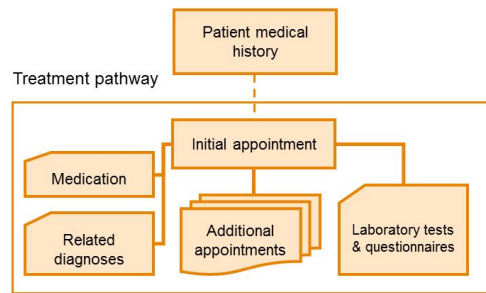 Patient medical
history
Treatment pathway
Initial appointment
Medication
Related
diagnoses
Additional
appointments
Laboratory tests
& questionnaires